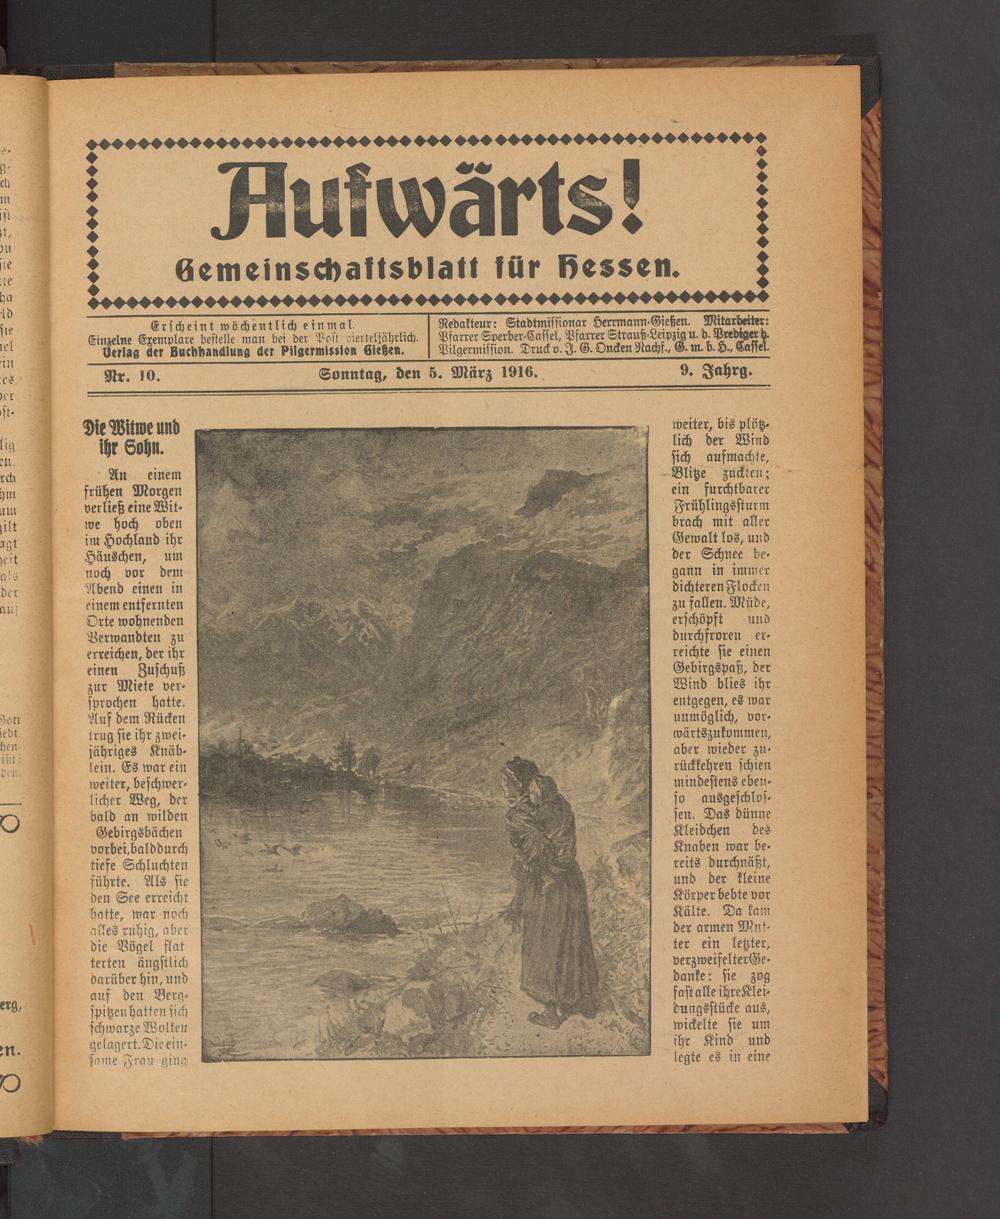 Aufwärts!
Gemeinschaftsblatt für Hessen.
Erscheint wöchentlich einmal.
Einzelne Exemplare bestelle man bei der Post vierteljährlich.
Verlag der Buchhandlung der Pilgermission Gießen.
Redakteur: Stadtmissionar Herrmann-Gießen. Mitarbeiter:
Pfarrer Sperber-Cassel, Pfarrer Strauß-Leipzig u. d. Prediger d.
Pilgermission. Druck v. J. G. Oncken Nachf., G. m. b. H., Cassel.
Nr. 10. Sonntag, den 5. März 1916. 9. Jahrg.
Die Witwe und
ihr Sohn.
An einem
frühen Morgen
verließ eine Wit-
we hoch oben
im Hochland ihr
Häuschen, um
noch vor dem
Abend einen in
einem entfernten
Orte wohnenden
Verwandten zu
erreichen, der ihr
einen Zuschuß
zur Miete ver-
sprochen hatte.
Auf dem Rücken
trug sie ihr zwei-
jähriges Knäb-
lein. Es war ein
weiter, beschwer-
licher Weg, der
bald an wilden
Gebirgsbächen
vorbei, bald durch
tiefe Schluchten
führte. Als sie
den See erreicht
hatte, war noch
alles ruhig, aber
die Vögel flat
terten ängstlich
darüber hin, und
auf den Berg-
spitzen hatten sich
schwarze Wolken
gelagert. Die ein-
same Frau ging
weiter, bis plötz-
lich der Wind
sich aufmachte,
Blitze zuckten;
ein furchtbarer
Frühlingssturm
brach mit aller
Gewalt los, und
der Schnee be-
gann in immer
dichteren Flocken
zu fallen. Müde,
erschöpft und
durchfroren er-
reichte sie einen
Gebirgspaß, der
Wind blies ihr
entgegen, es war
unmöglich, vor-
wärtszukommen,
aber wieder zu-
rückkehren schien
mindestens eben-
so ausgeschlos-
sen. Das dünne
Kleidchen des
Knaben war be-
reits durchnäßt,
und der kleine
Körper bebte vor
Kälte. Da kam
der armen Mut-
ter ein letzter,
verzweifelter Ge-
danke: sie zog
fast alle ihre Klei-
dungsstücke aus,
wickelte sie um
ihr Kind und
legte es in eine